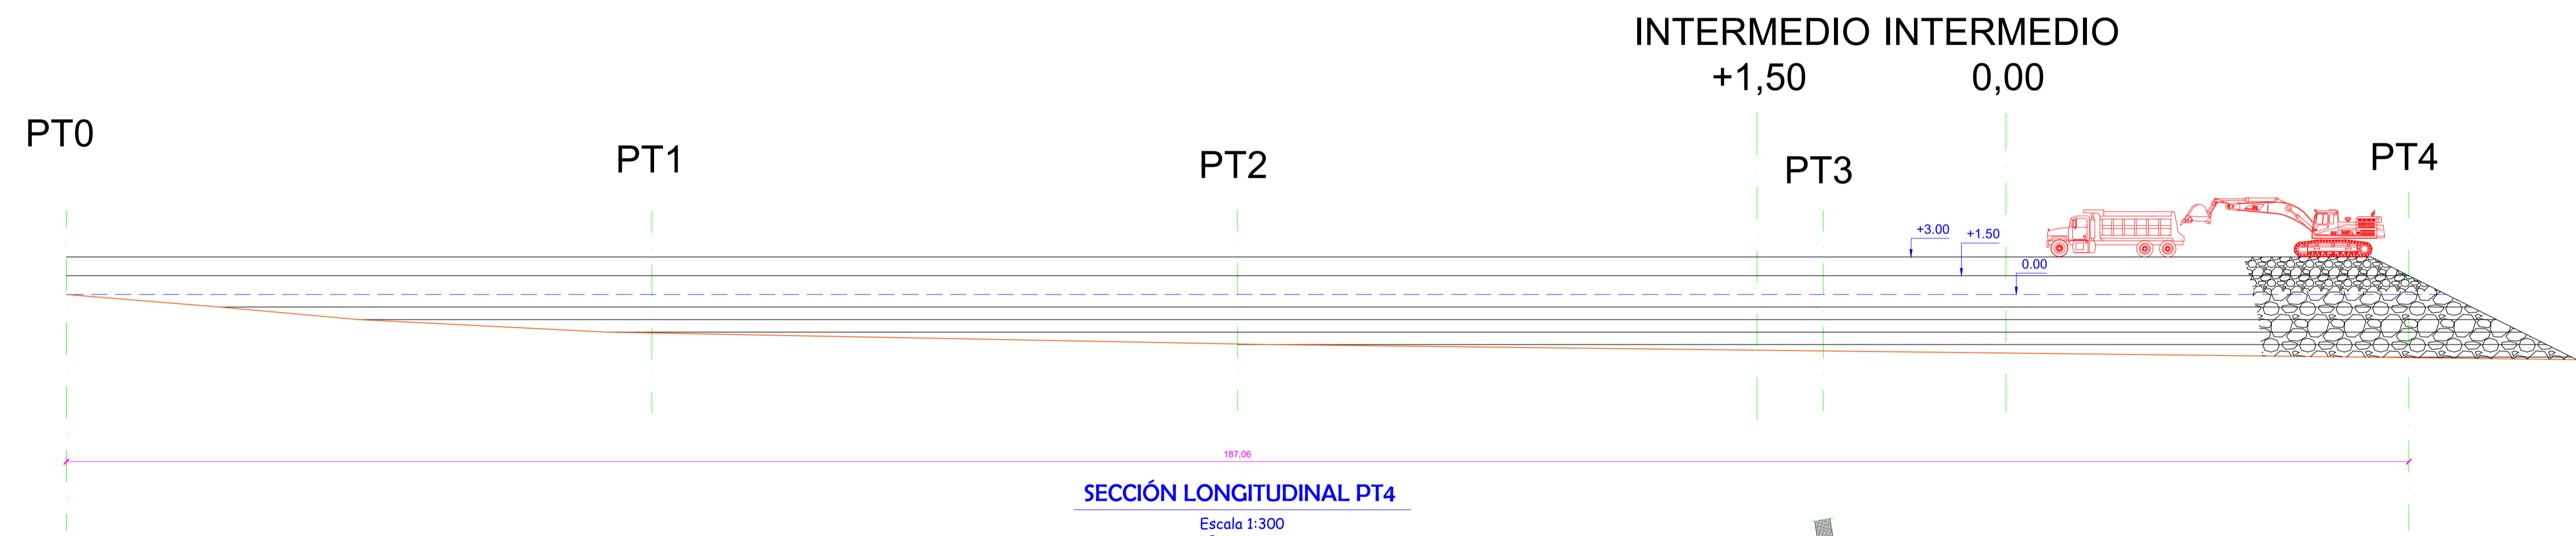 INTERMEDIO INTERMEDIO
+1,50 0,00
PT0
PT1
PT2
PT3
PT4
+3.00
+1.50
0.00
187,06
SECCIÓN LONGITUDINAL PT4
Escala 1:300